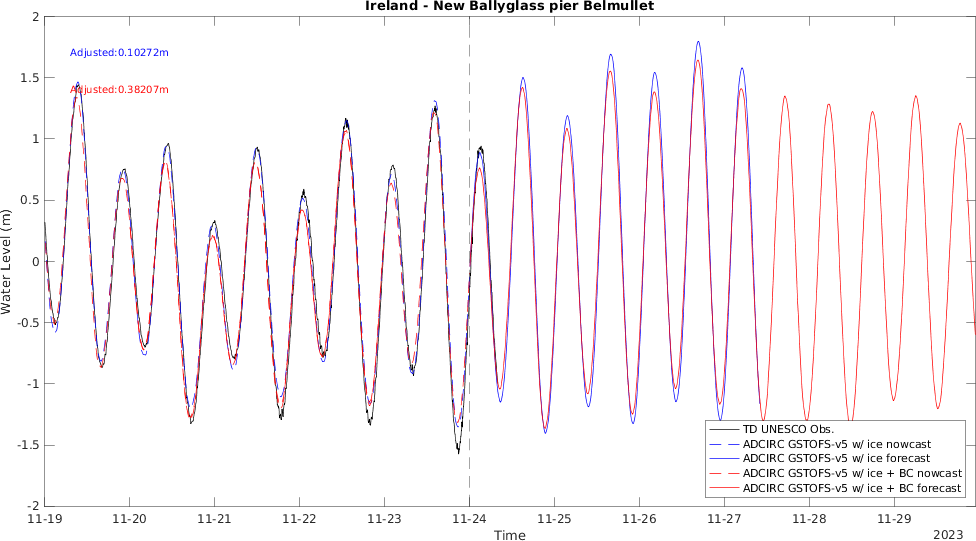 Ireland - New Ballyglass pier Belmullet
Adjusted:0.10272m
Adjusted:0.38207m
2
1.5
1
0.5
0
-0.5
-1
-1.5
-2
Water Level (m)
11-19 11-20 11-21 11-22 11-23 11-24 11-25 11-26 11-27 11-28 11-29
Time
2023
TD UNESCO Obs.
ADCIRC GSTOFS-v5 w/ ice nowcast
ADCIRC GSTOFS-v5 w/ ice forecast
ADCIRC GSTOFS-v5 w/ ice + BC nowcast
ADCIRC GSTOFS-v5 w/ ice + BC forecast